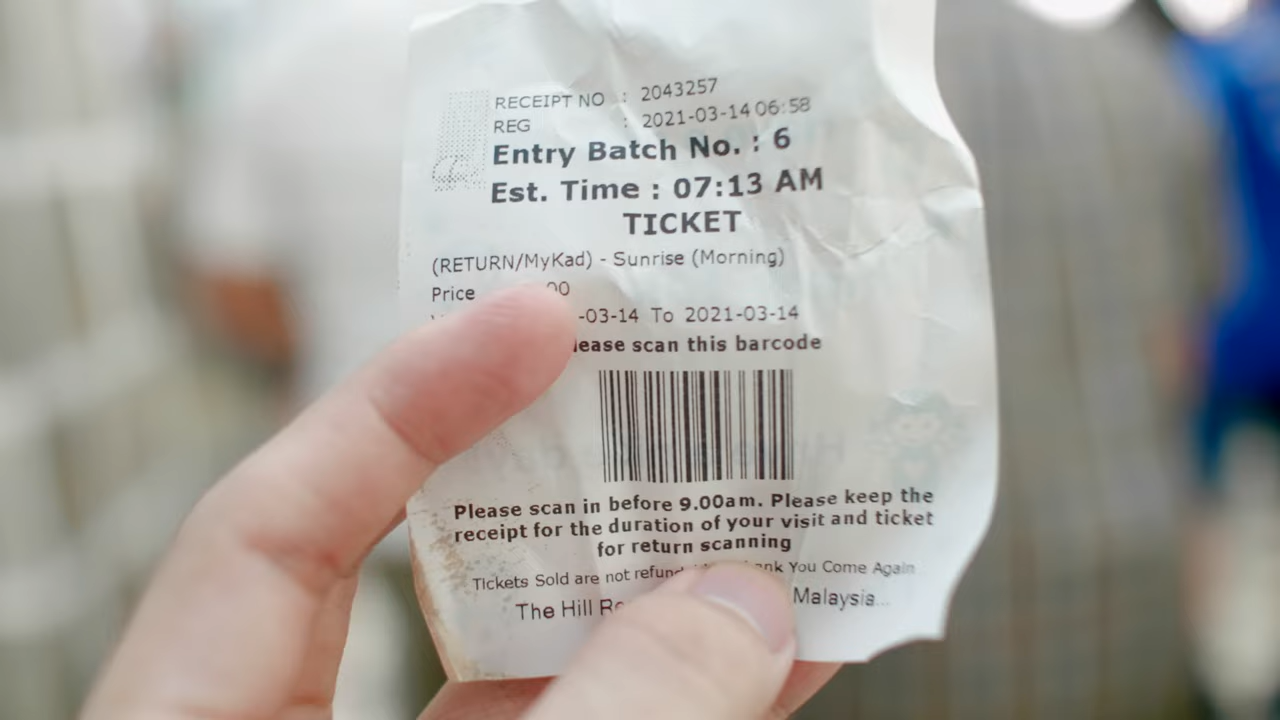 RECEIPT NO : 2043257
REG : 2021-03-14 06:58
Entry Batch No. : 6
Est. Time : 07:13 AM
TICKET
(RETURN/MyKad) - Sunrise (Morning)
Price 00
-03-14 To 2021-03-14
scan this barcode
Please scan in before 9.00am. Please keep the
receipt for the duration of your visit and ticket
for return scanning
Tickets Sold are not You Come Again
The Hill Malaysia...